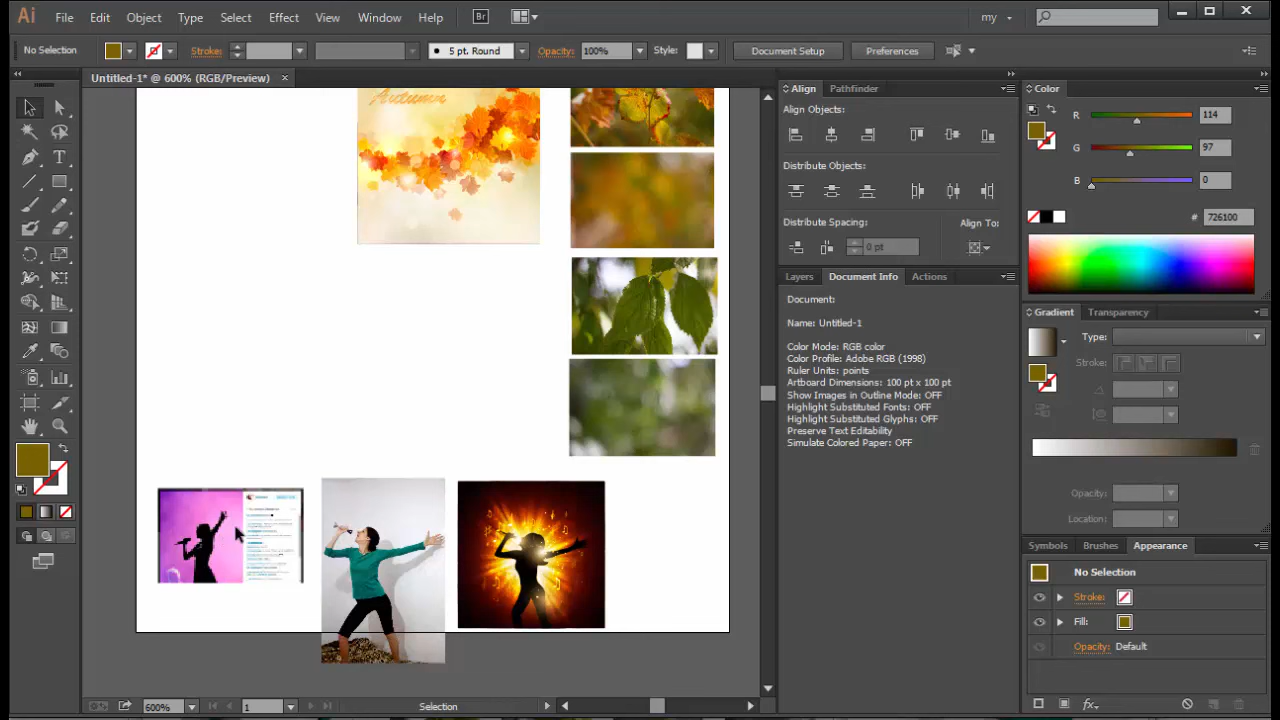 Ai File Edit Object Type Select Effect View Window Help Br my
No Selection Stroke: 5 pt. Round Opacity: 100% Style: Document Setup Preferences
Untitled-1* @ 600% (RGB/Preview)
Autumn
Align Pathfinder
Align Objects:
Distribute Objects:
Distribute Spacing: Align To:
0 pt
Layers Document Info Actions
Document:
Name: Untitled-1
Color Mode: RGB color
Color Profile: Adobe RGB (1998)
Ruler Units: points
Artboard Dimensions: 100 pt x 100 pt
Show Images in Outline Mode: OFF
Highlight Substituted Fonts: OFF
Highlight Substituted Glyphs: OFF
Preserve Text Editability
Simulate Colored Paper: OFF
Color
R 114
G 97
B 0
# 726100
Gradient Transparency
Type:
Stroke:
Opacity:
Location:
Symbols Brushes Appearance
No Selection
Stroke:
Fill:
Opacity: Default
fx
600% 1 Selection